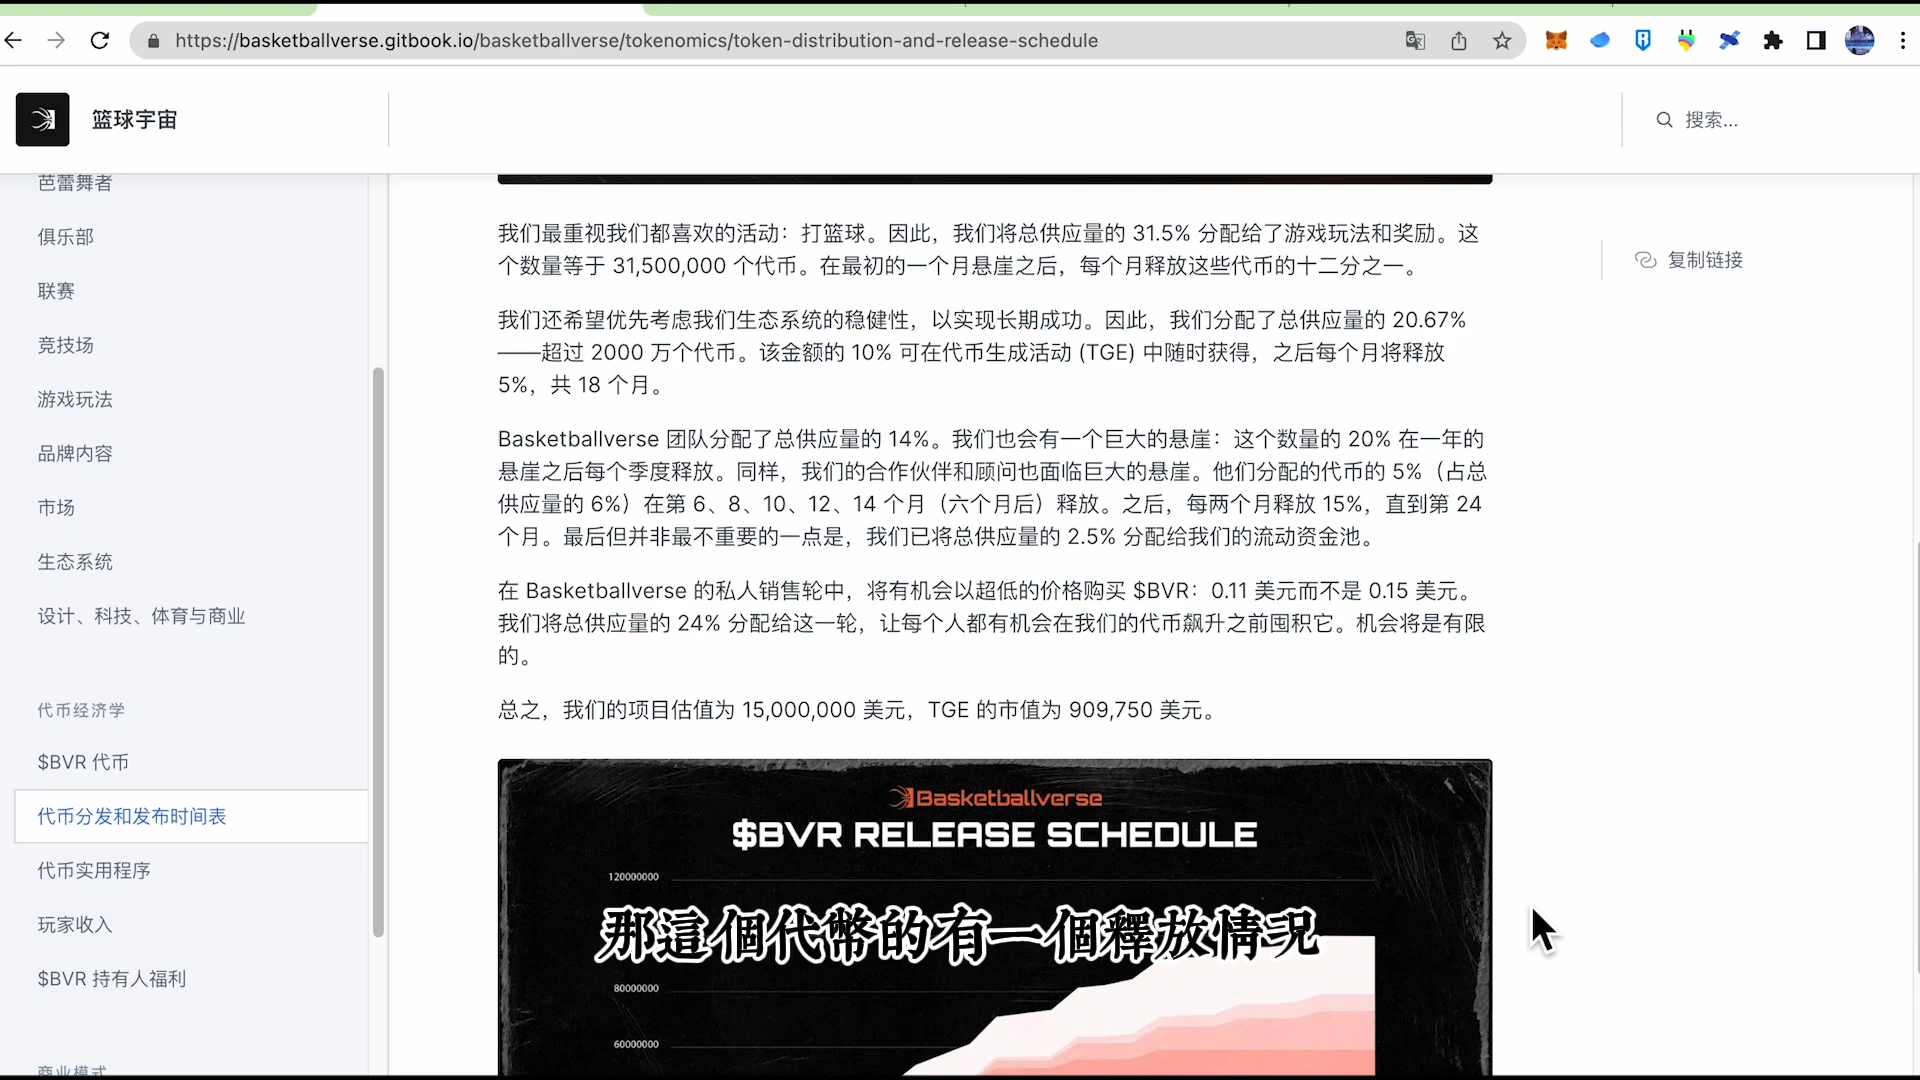 https://basketballverse.gitbook.io/basketballverse/tokenomics/token-distribution-and-release-schedule
篮球宇宙
搜索...
芭蕾舞者
俱乐部
联赛
竞技场
游戏玩法
品牌内容
市场
生态系统
设计、科技、体育与商业
代币经济学
$BVR 代币
代币分发和发布时间表
代币实用程序
玩家收入
$BVR 持有人福利
商业模式
我们最重视我们都喜欢的活动：打篮球。因此，我们将总供应量的 31.5% 分配给了游戏玩法和奖励。这
个数量等于 31,500,000 个代币。在最初的一个月悬崖之后，每个月释放这些代币的十二分之一。
我们还希望优先考虑我们生态系统的稳健性，以实现长期成功。因此，我们分配了总供应量的 20.67%
——超过 2000 万个代币。该金额的 10% 可在代币生成活动 (TGE) 中随时获得，之后每个月将释放
5%，共 18 个月。
Basketballverse 团队分配了总供应量的 14%。我们也会有一个巨大的悬崖：这个数量的 20% 在一年的
悬崖之后每个季度释放。同样，我们的合作伙伴和顾问也面临巨大的悬崖。他们分配的代币的 5%（占总
供应量的 6%）在第 6、8、10、12、14 个月（六个月后）释放。之后，每两个月释放 15%，直到第 24
个月。最后但并非最不重要的一点是，我们已将总供应量的 2.5% 分配给我们的流动资金池。
在 Basketballverse 的私人销售轮中，将有机会以超低的价格购买 $BVR：0.11 美元而不是 0.15 美元。
我们将总供应量的 24% 分配给这一轮，让每个人都有机会在我们的代币飙升之前囤积它。机会将是有限
的。
总之，我们的项目估值为 15,000,000 美元，TGE 的市值为 909,750 美元。
复制链接
Basketballverse
$BVR RELEASE SCHEDULE
120000000
那這個代幣的有一個釋放情況
80000000
60000000